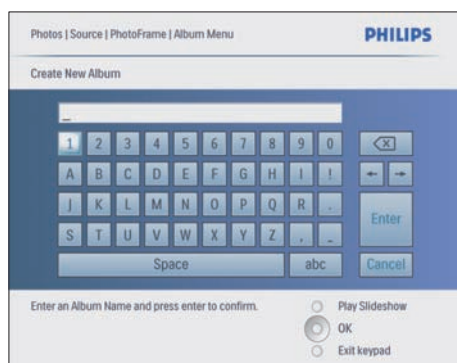 Photos | Source | PhotoFrame | Album Menu PHILIPS
Create New Album
_
1 2 3 4 5 6 7 8 9 0
A B C D E F G H I !
J K L M N O P Q R .
S T U V W X Y Z , _
Enter
Space abc Cancel
Enter an Album Name and press enter to confirm.
Play Slideshow
OK
Exit keypad